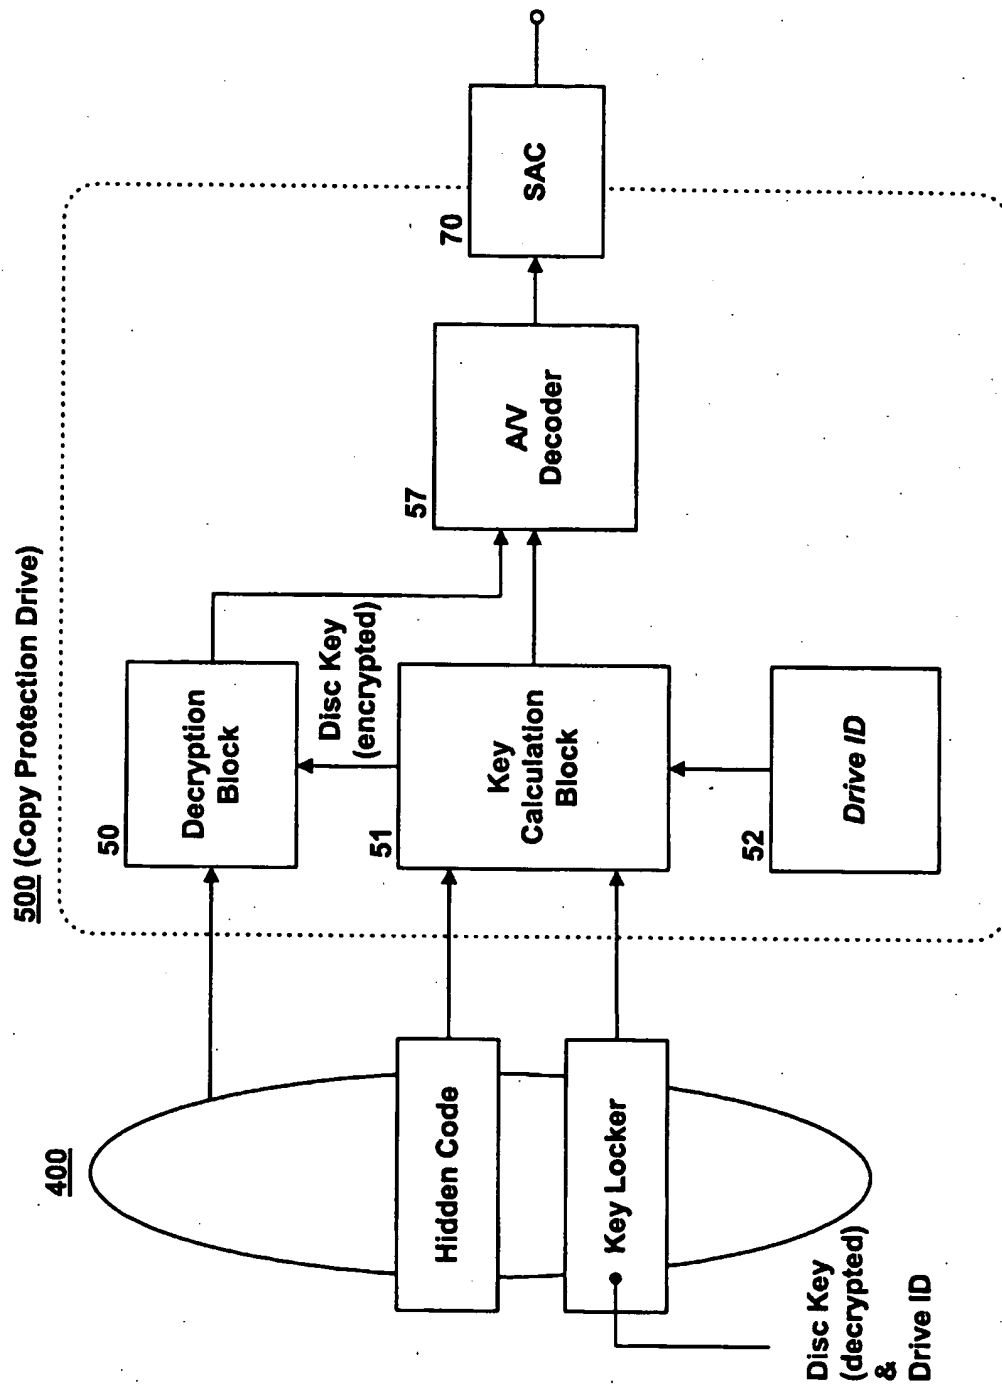 500 (Copy Protection Drive)
400
50
Decryption
Block
Disc Key
(encrypted)
Hidden Code
51
Key
Calculation
Block
57
A/V
Decoder
70
SAC
Key Locker
52
Drive ID
Disc Key
(decrypted)
&
Drive ID